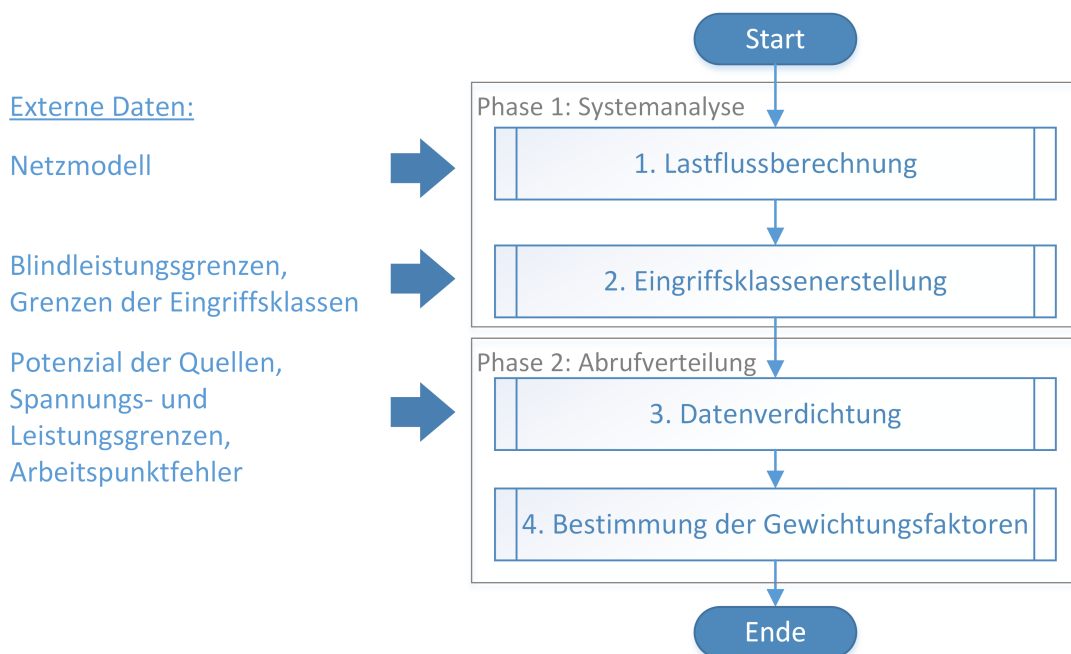 Start
Externe Daten:
Phase 1: Systemanalyse
Netzmodell
1. Lastflussberechnung
Blindleistungsgrenzen,
Grenzen der Eingriffsklassen
2. Eingriffsklassenerstellung
Phase 2: Abrufverteilung
Potenzial der Quellen,
Spannungs- und
Leistungsgrenzen,
Arbeitspunktfehler
3. Datenverdichtung
4. Bestimmung der Gewichtungsfaktoren
Ende